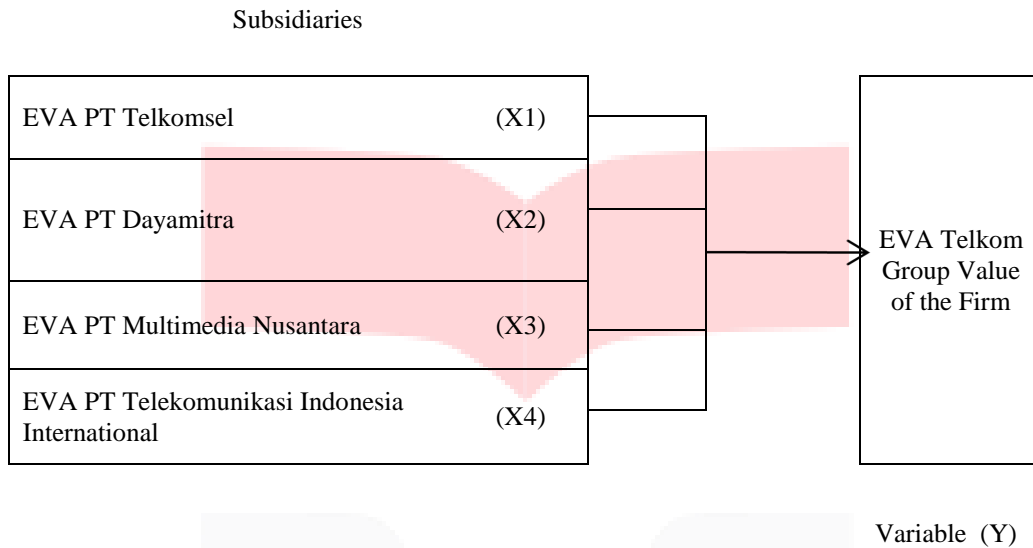 Subsidiaries
EVA PT Telkomsel (X1)
EVA PT Dayamitra (X2)
EVA PT Multimedia Nusantara (X3)
EVA PT Telekomunikasi Indonesia
International (X4)
EVA Telkom
Group Value
of the Firm
Variable (Y)